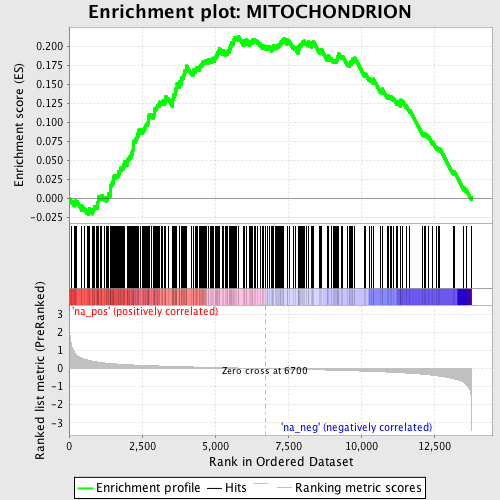 Enrichment plot: MITOCHONDRION
Enrichment score (ES)
0.200
0.175
0.150
0.125
0.100
0.075
0.050
0.025
0.000
-0.025
'na_pos' (positively correlated)
Ranked list metric (PreRanked)
3
2
1
0
-1
-2
-3
Zero cross at 6700
'na_neg' (negatively correlated)
0
2,500
5,000
7,500
10,000
12,500
Rank in Ordered Dataset
Enrichment profile
Hits
Ranking metric scores